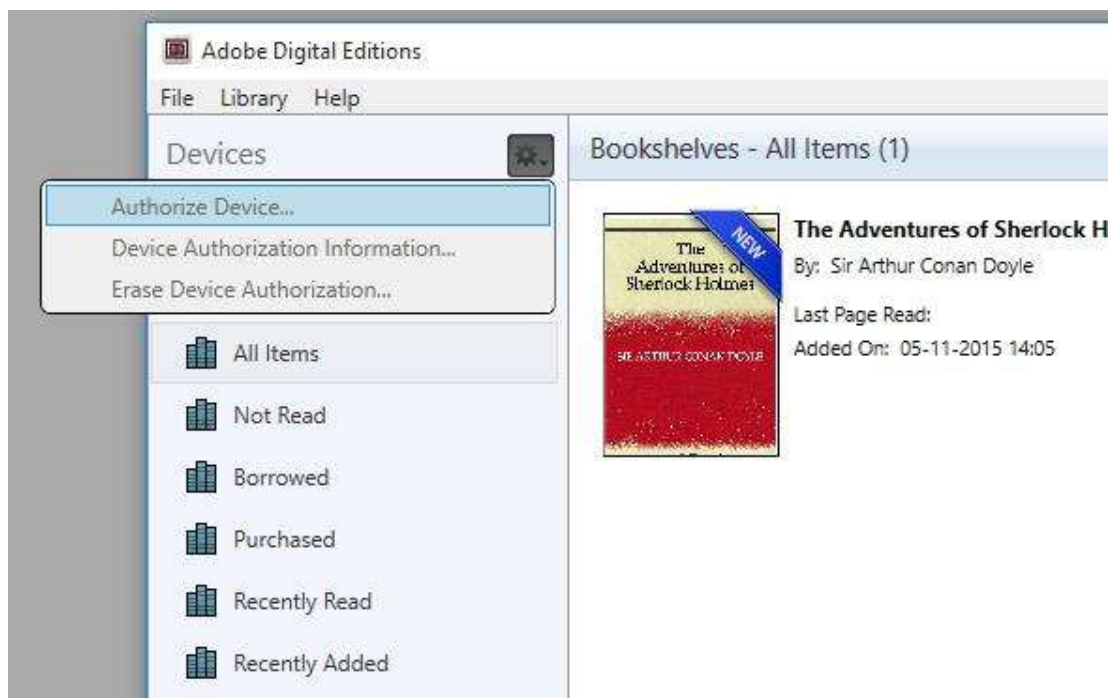 Adobe Digital Editions
File Library Help
Devices
Authorize Device...
Device Authorization Information...
Erase Device Authorization...
All Items
Not Read
Borrowed
Purchased
Recently Read
Recently Added
Bookshelves - All Items (1)
The
Adventures of
Sherlock Holmes
NEW
SIR ARTHUR CONAN DOYLE
The Adventures of Sherlock H
By: Sir Arthur Conan Doyle
Last Page Read:
Added On: 05-11-2015 14:05